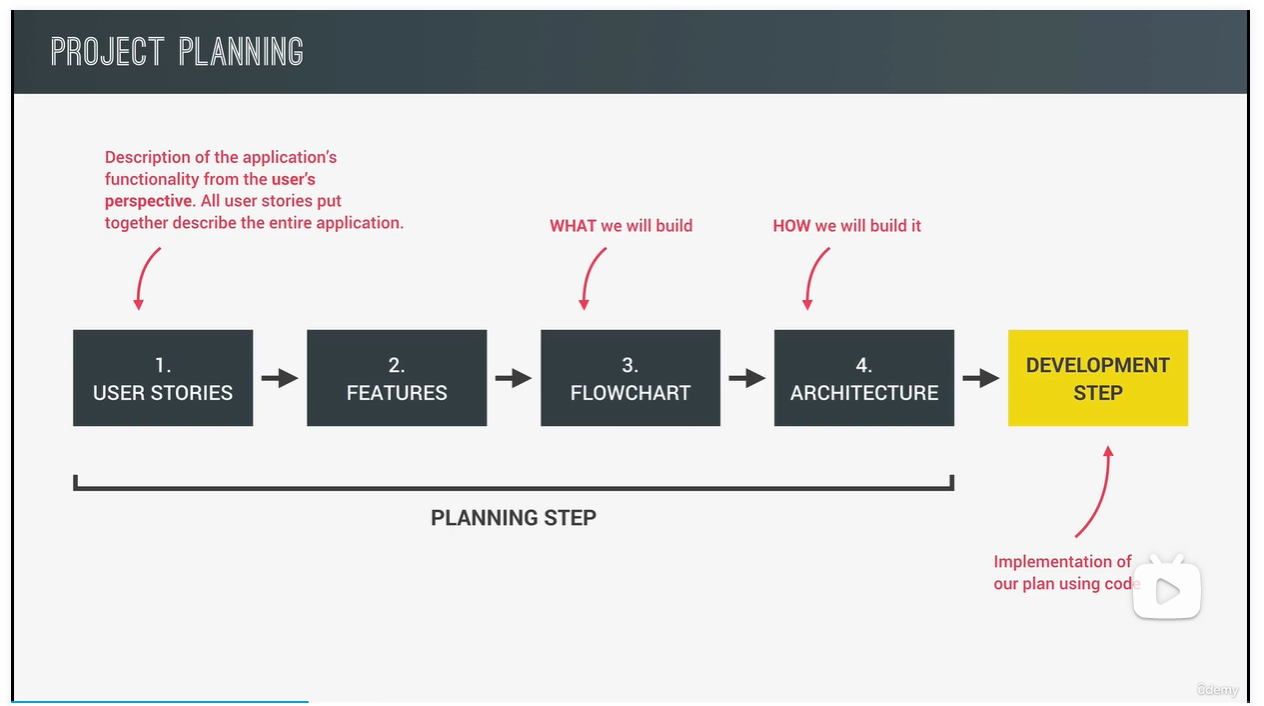 PROJECT PLANNING
Description of the application's
functionality from the user's
perspective. All user stories put
together describe the entire application.
WHAT we will build
HOW we will build it
1.
USER STORIES
2.
FEATURES
3.
FLOWCHART
4.
ARCHITECTURE
DEVELOPMENT
STEP
PLANNING STEP
Implementation of
our plan using code
ûdemy